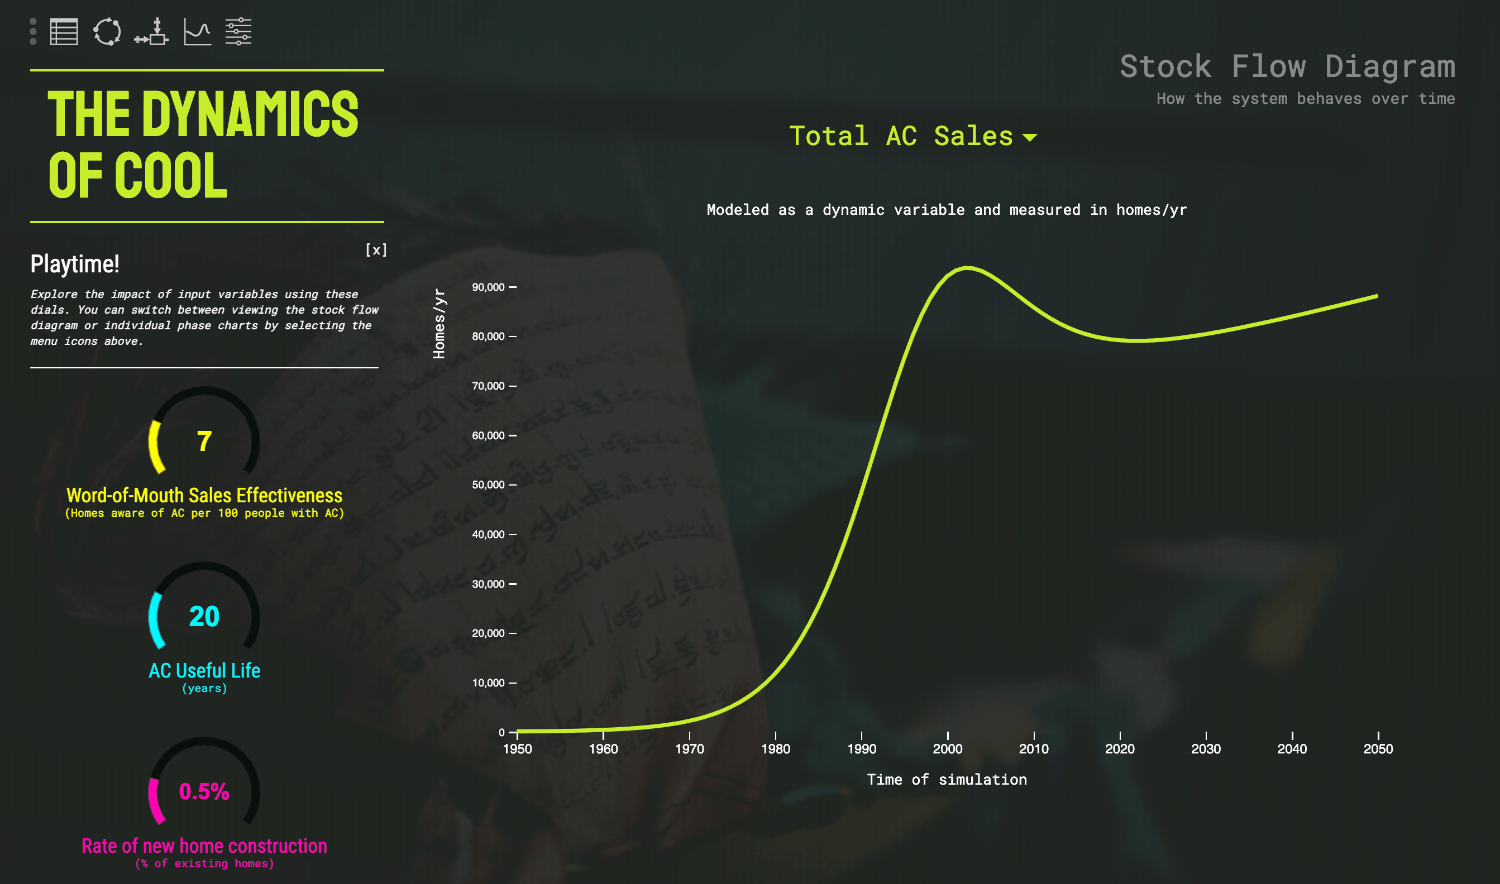 THE DYNAMICS
OF COOL
Stock Flow Diagram
How the system behaves over time
Total AC Sales
Modeled as a dynamic variable and measured in homes/yr
[x]
Playtime!
Explore the impact of input variables using these
dials. You can switch between viewing the stock flow
diagram or individual phase charts by selecting the
menu icons above.
7
Word-of-Mouth Sales Effectiveness
(Homes aware of AC per 100 people with AC)
20
AC Useful Life
(years)
0.5%
Rate of new home construction
(% of existing homes)
Homes/yr
90,000
80,000
70,000
60,000
50,000
40,000
30,000
20,000
10,000
0
1950 1960 1970 1980 1990 2000 2010 2020 2030 2040 2050
Time of simulation